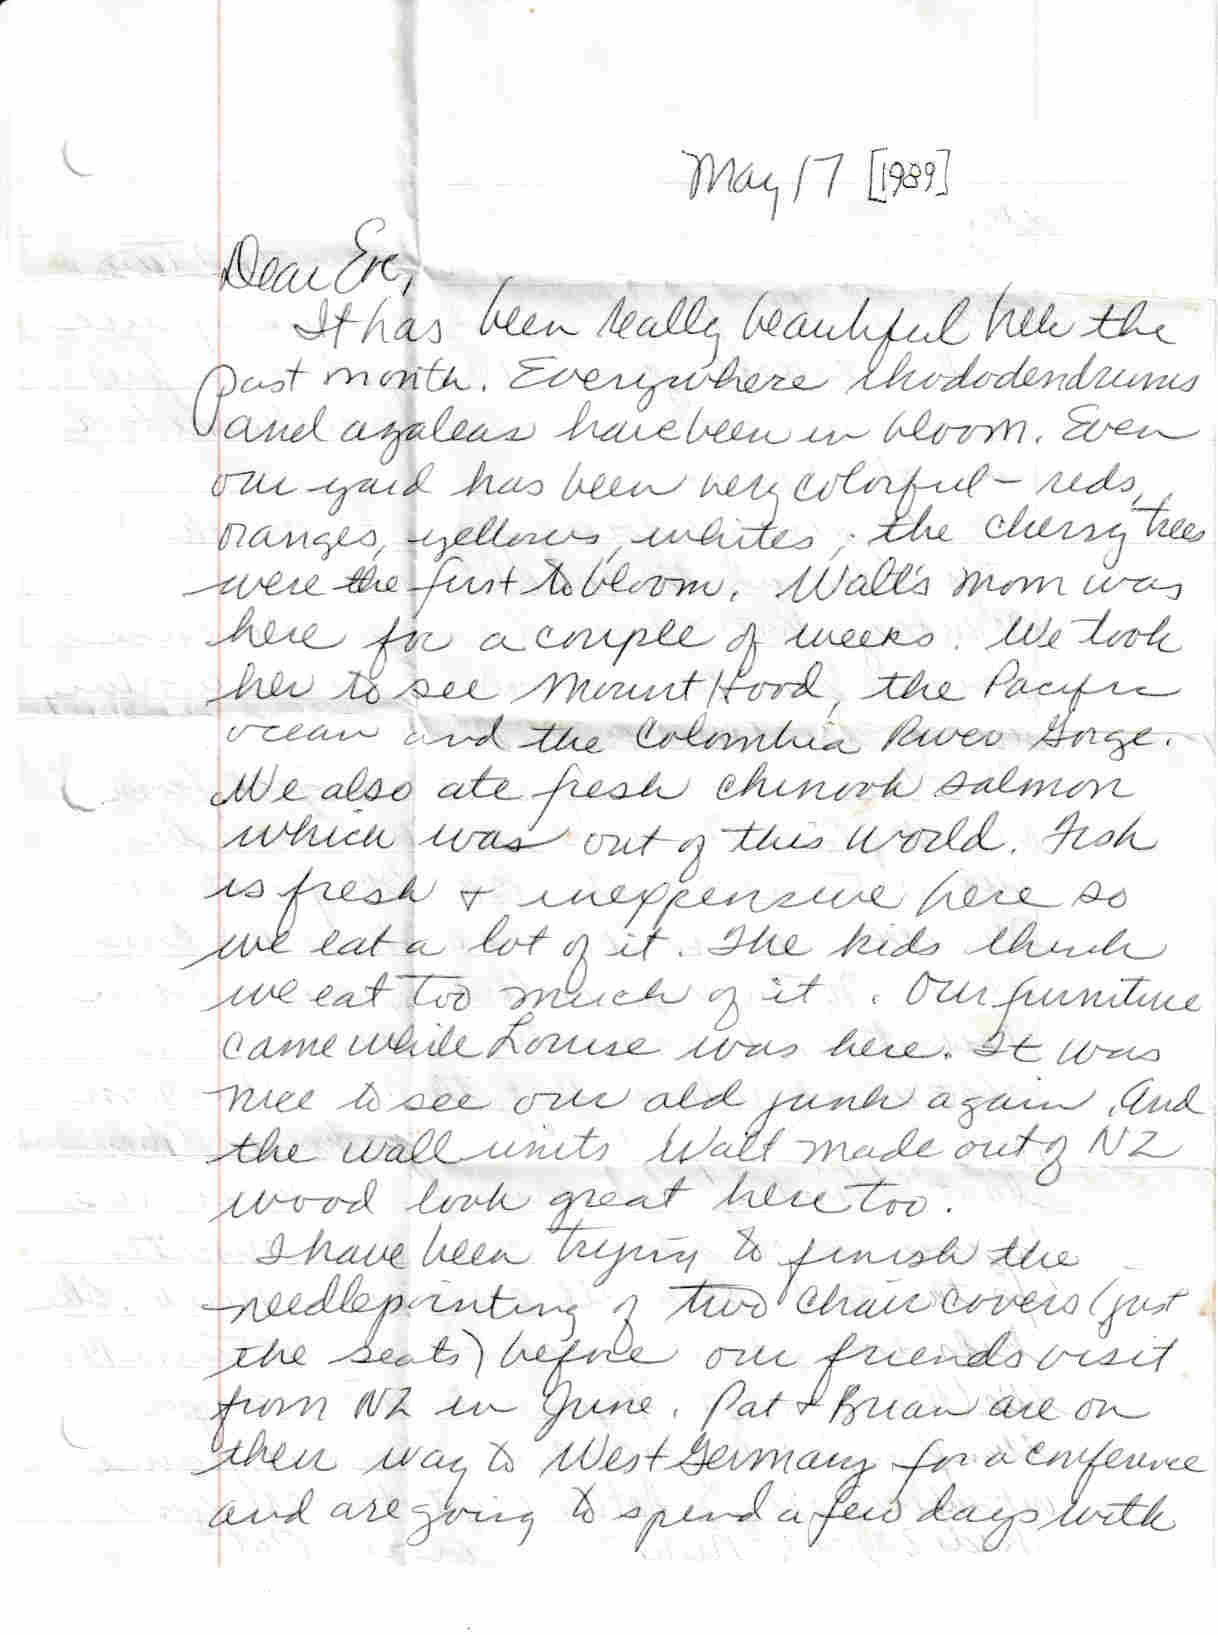 May 17 [1989]
Dear Eve,
It has been really beautiful here the
past month. Everywhere rhododendrums
and azaleas have been in bloom. Even
our yard has been very colorful - reds,
oranges, yellows, whites; the cherry trees
were the first to bloom. Walt's mom was
here for a couple of weeks. We took
her to see Mount Hood, the Pacific
ocean and the Colombia River Gorge.
We also ate fresh chinook salmon
which was out of this world. Fish
is fresh + inexpensive here so
we eat a lot of it. The kids think
we eat too much of it. Our furniture
came while Louise was here. It was
nice to see our old junk again. And
the wall units Walt made out of NZ
wood look great here too.
I have been trying to finish the
needlepointing of two chair covers (just
the seats) before our friends visit
from NZ in June. Pat + Brian are on
their way to West Germany for a conference
and are going to spend a few days with